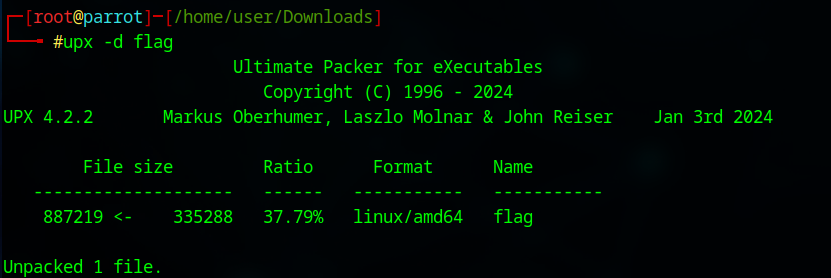 [root@parrot]─[/home/user/Downloads]
#upx -d flag
Ultimate Packer for eXecutables
Copyright (C) 1996 - 2024
UPX 4.2.2 Markus Oberhumer, Laszlo Molnar & John Reiser Jan 3rd 2024
File size Ratio Format Name
-------------------- ------ ----------- -----------
887219 <- 335288 37.79% linux/amd64 flag
Unpacked 1 file.